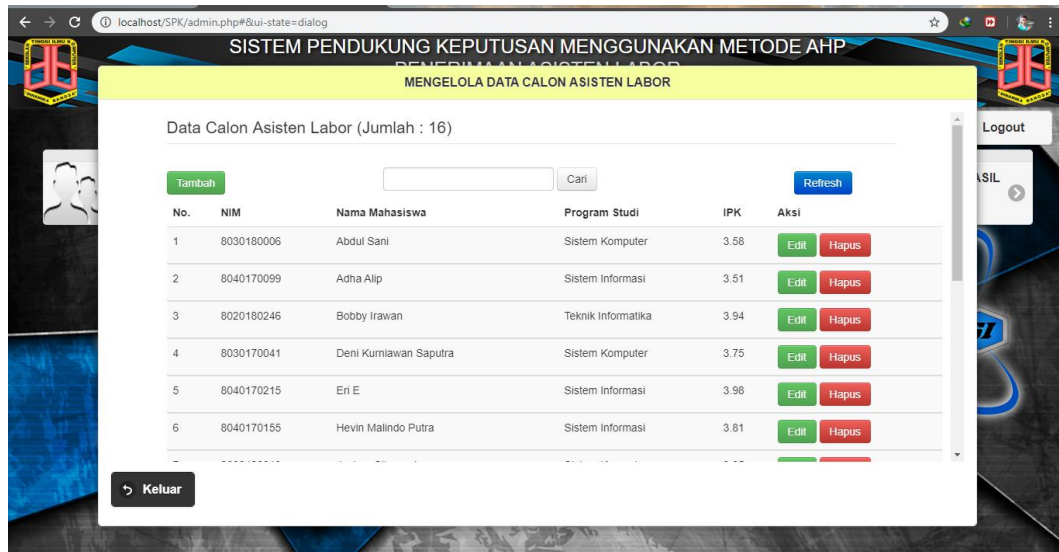 localhost/SPK/admin.php#&ui-state=dialog
SISTEM PENDUKUNG KEPUTUSAN MENGGUNAKAN METODE AHP
PENERIMAAN ASISTEN LABOR
MENGELOLA DATA CALON ASISTEN LABOR
Logout
Data Calon Asisten Labor (Jumlah : 16)
Tambah Cari Refresh
ASIL
No. NIM Nama Mahasiswa Program Studi IPK Aksi
1 8030180006 Abdul Sani Sistem Komputer 3.58 Edit Hapus
2 8040170099 Adha Alip Sistem Informasi 3.51 Edit Hapus
3 8020180246 Bobby Irawan Teknik Informatika 3.94 Edit Hapus
4 8030170041 Deni Kurniawan Saputra Sistem Komputer 3.75 Edit Hapus
5 8040170215 Eri E Sistem Informasi 3.98 Edit Hapus
6 8040170155 Hevin Malindo Putra Sistem Informasi 3.81 Edit Hapus
Keluar